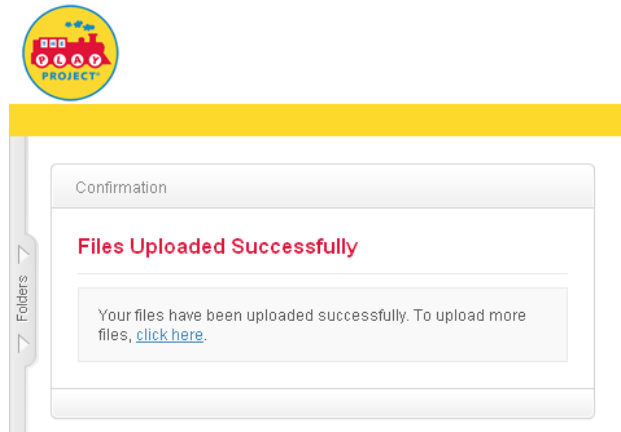 THE
PLAY
PROJECT
Confirmation
Files Uploaded Successfully
Folders
Your files have been uploaded successfully. To upload more
files, click here.